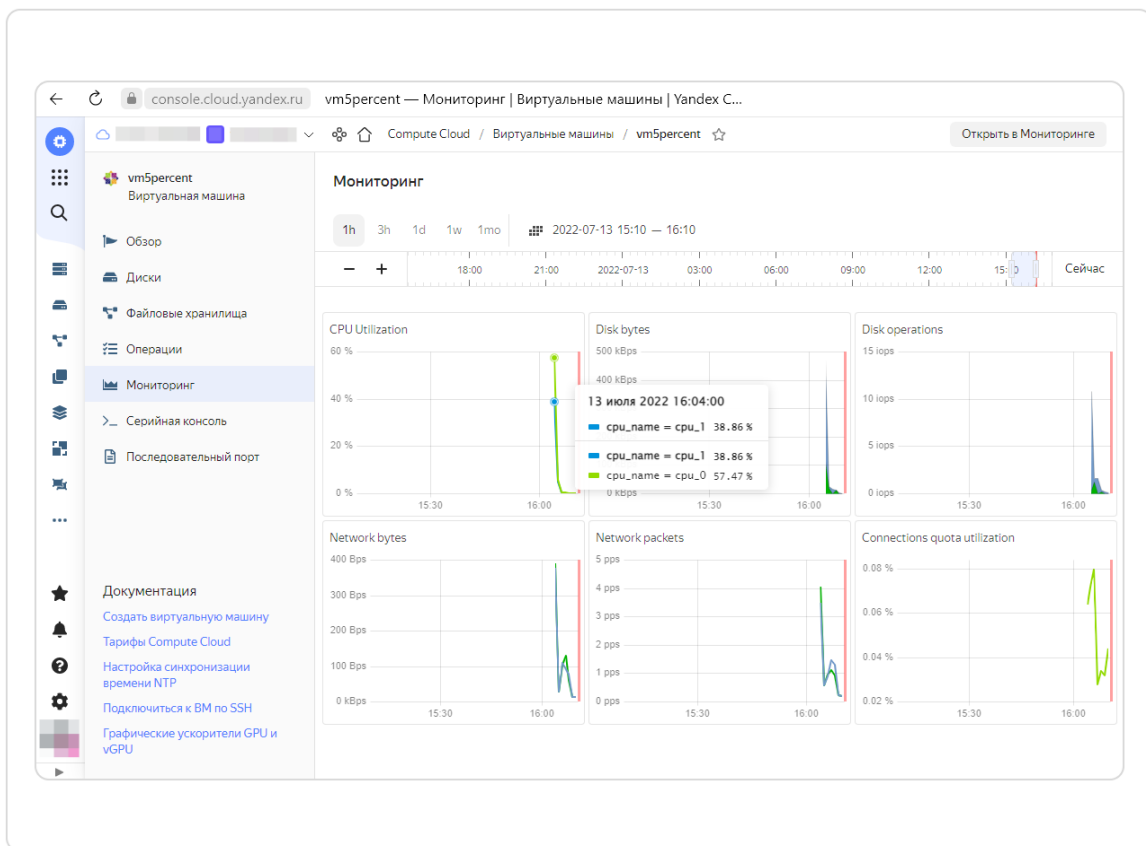 console.cloud.yandex.ru vm5percent — Мониторинг | Виртуальные машины | Yandex C...
Compute Cloud / Виртуальные машины / vm5percent
Открыть в Мониторинге
vm5percent
Виртуальная машина
Обзор
Диски
Файловые хранилища
Операции
Мониторинг
Серийная консоль
Последовательный порт
Документация
Создать виртуальную машину
Тарифы Compute Cloud
Настройка синхронизации
времени NTP
Подключиться к ВМ по SSH
Графические ускорители GPU и
vGPU
Мониторинг
1h 3h 1d 1w 1mo 2022-07-13 15:10 — 16:10
18:00 21:00 2022-07-13 03:00 06:00 09:00 12:00 Сейчас
CPU Utilization
60 %
40 %
20 %
0 %
15:30 16:00
Disk bytes
500 kBps
400 kBps
0 kBps
15:30 16:00
13 июля 2022 16:04:00
cpu_name = cpu_1 38.86 %
cpu_name = cpu_1 38.86 %
cpu_name = cpu_0 57.47 %
Disk operations
15 iops
10 iops
5 iops
0 iops
15:30 16:00
Network bytes
400 Bps
300 Bps
200 Bps
100 Bps
0 kBps
15:30 16:00
Network packets
5 pps
4 pps
3 pps
2 pps
1 pps
0 pps
15:30 16:00
Connections quota utilization
0.08 %
0.06 %
0.04 %
0.02 %
15:30 16:00